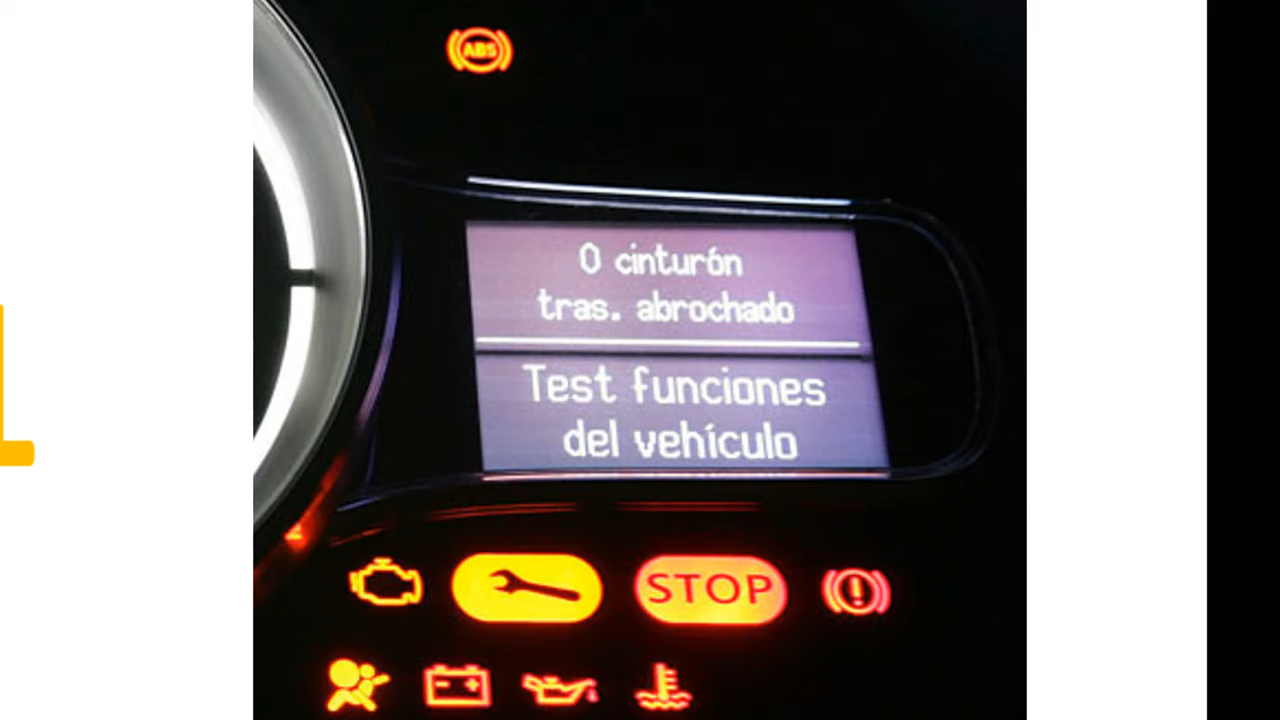 ABS
0 cinturón
tras. abrochado
Test funciones
del vehículo
STOP